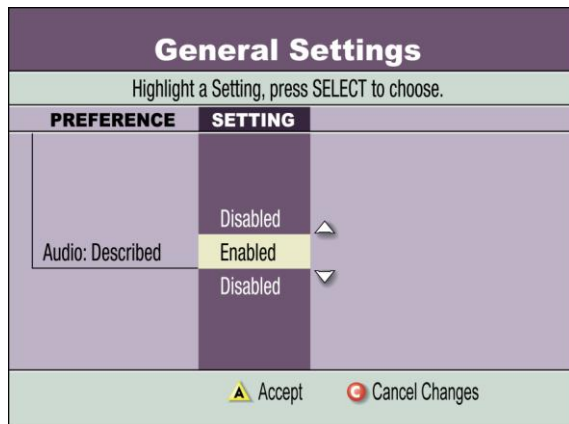 General Settings
Highlight a Setting, press SELECT to choose.
PREFERENCE SETTING
Disabled
Audio: Described Enabled
Disabled
A Accept C Cancel Changes